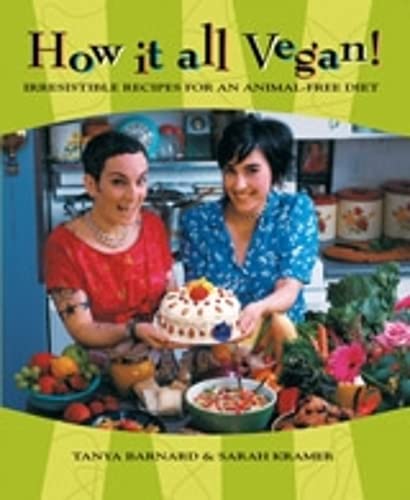 How it all Vegan!
IRRESISTIBLE RECIPES FOR AN ANIMAL-FREE DIET
TANYA BARNARD & SARAH KRAMER